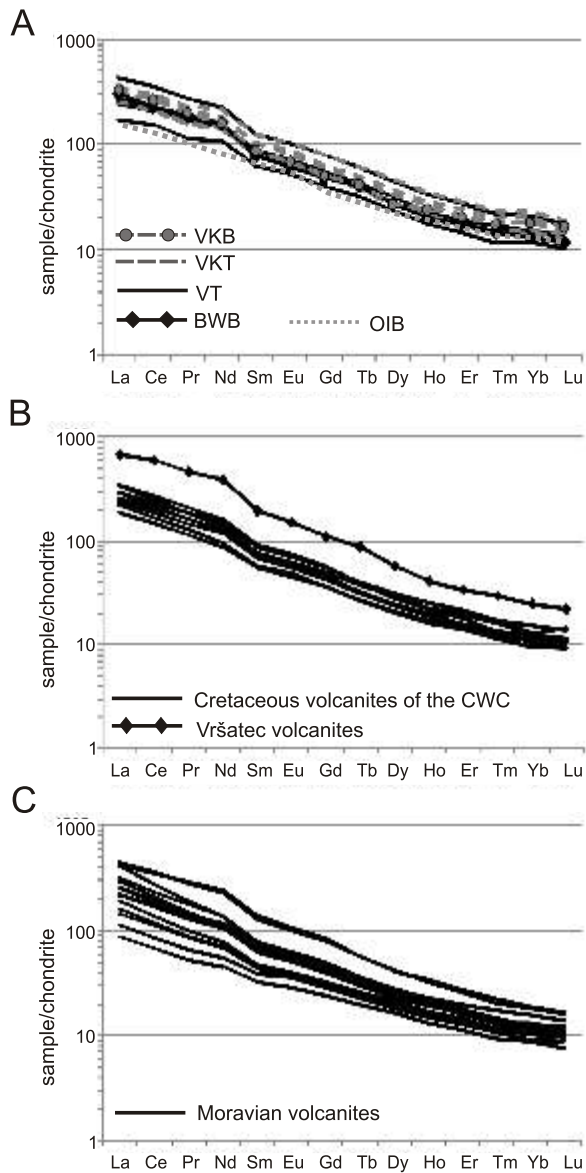 A
1000
100
10
1
sample/chondrite
VKB
VKT
VT
BWB
OIB
La Ce Pr Nd Sm Eu Gd Tb Dy Ho Er Tm Yb Lu
B
1000
100
10
1
sample/chondrite
Cretaceous volcanites of the CWC
Vršatec volcanites
La Ce Pr Nd Sm Eu Gd Tb Dy Ho Er Tm Yb Lu
C
1000
100
10
1
sample/chondrite
Moravian volcanites
La Ce Pr Nd Sm Eu Gd Tb Dy Ho Er Tm Yb Lu